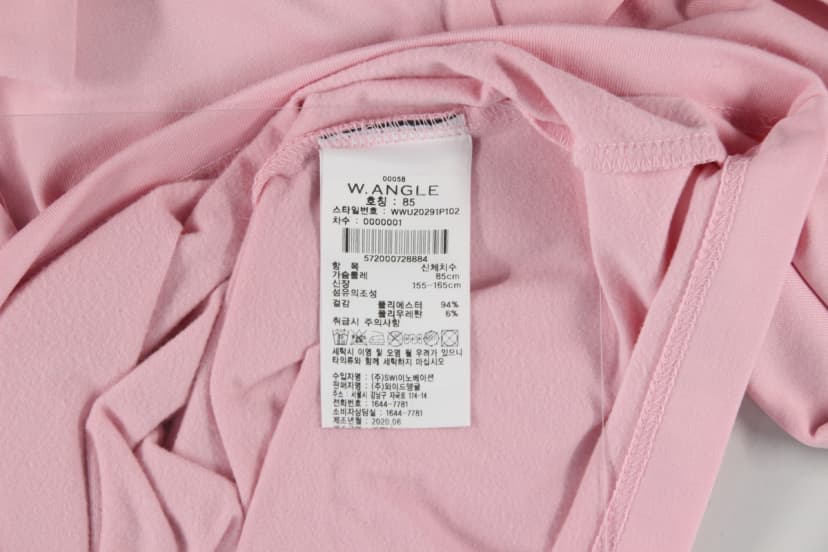 00058
W.ANGLE
호칭 : 85
스타일번호 : WWU20291P102
차수 : 0000001
572000728884
항 목 신체치수
가슴둘레 85cm
신장 155-165cm
섬유의조성
겉감 폴리에스터 94%
폴리우레탄 6%
취급시 주의사항
세탁시 이염 및 오염 될 우려가 있으니
타의류와 함께 세탁하지 마십시오
수입자명 : (주)SW이노베이션
판매자명 : (주)와이드앵글
주소 : 서울시 강남구 자곡로 174-14
전화번호 : 1644-7781
소비자상담실 : 1644-7781
제조년월 : 2020.06